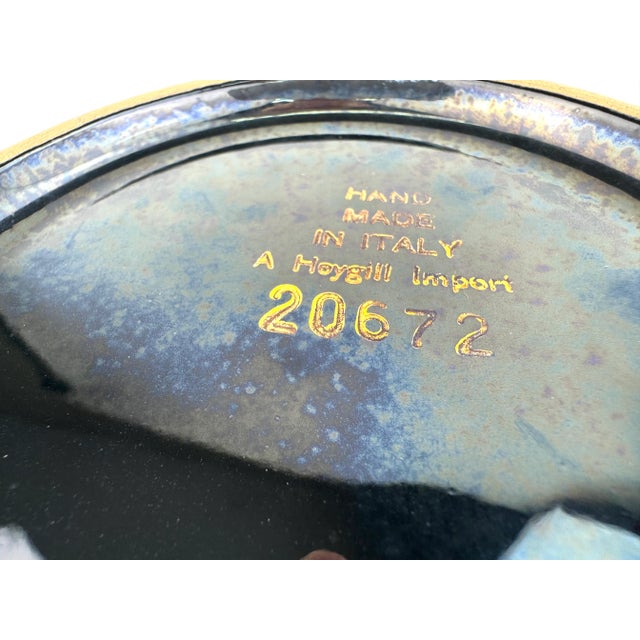 HAND
MADE
IN ITALY
A Hoygill Import
20672